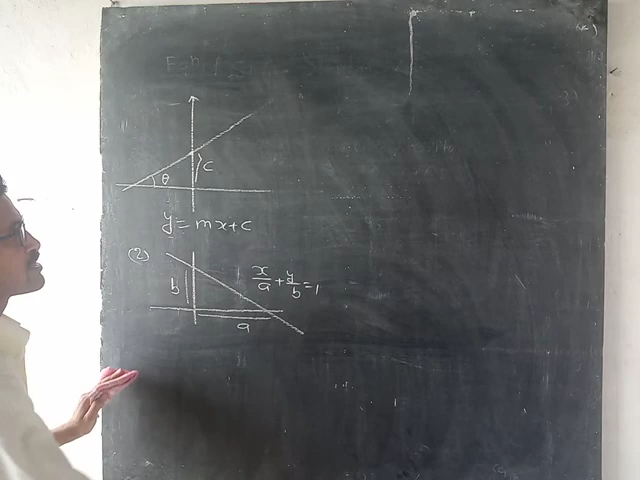 θ
c
y = mx+c
(2)
b
x/a + y/b = 1
a